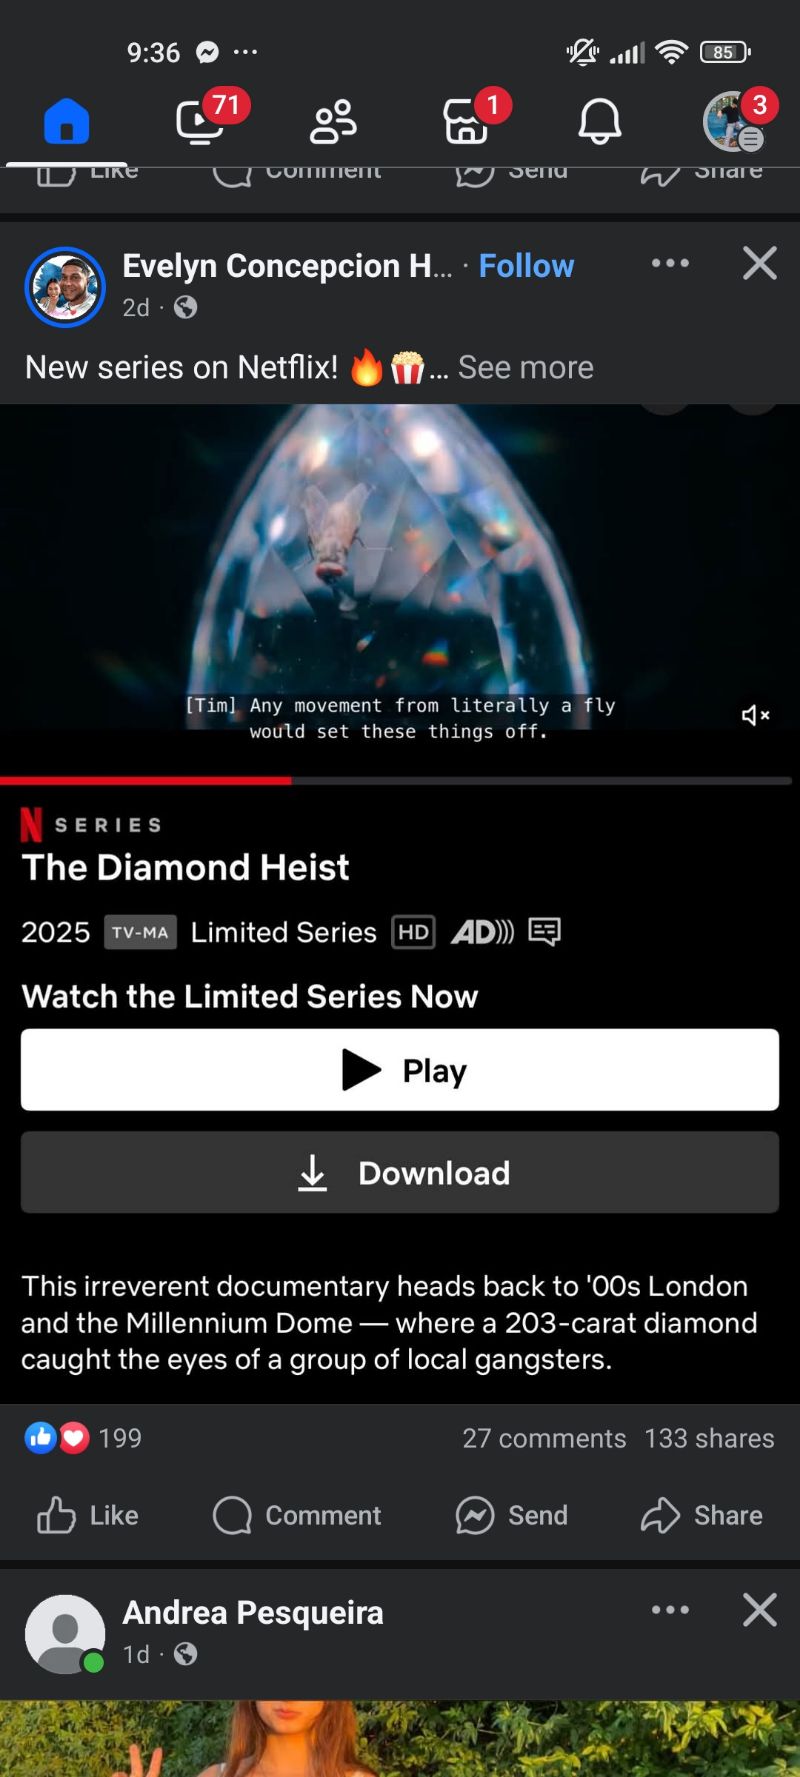 9:36
85
71
1
3
Like Comment Send Share
Evelyn Concepcion H... · Follow
2d ·
New series on Netflix! 🔥🍿... See more
[Tim] Any movement from literally a fly
would set these things off.
N SERIES
The Diamond Heist
2025 TV-MA Limited Series HD AD)))
Watch the Limited Series Now
Play
Download
This irreverent documentary heads back to '00s London
and the Millennium Dome — where a 203-carat diamond
caught the eyes of a group of local gangsters.
199 27 comments 133 shares
Like Comment Send Share
Andrea Pesqueira
1d ·